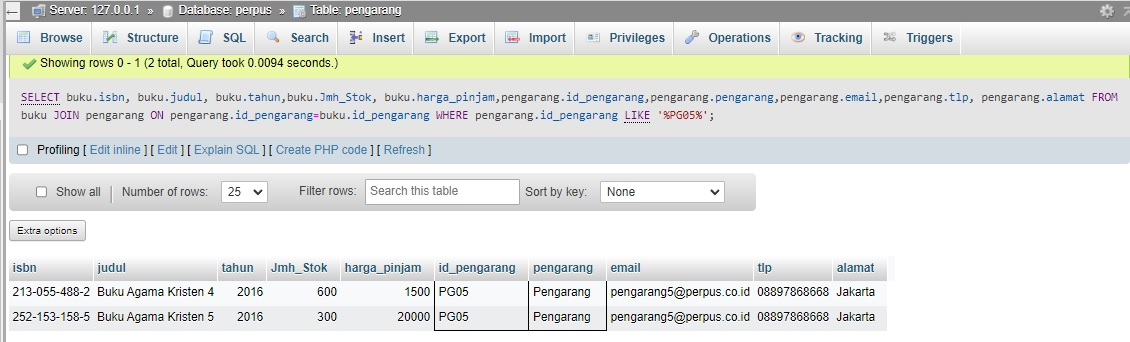 Server: 127.0.0.1 » Database: perpus » Table: pengarang
Browse Structure SQL Search Insert Export Import Privileges Operations Tracking Triggers
Showing rows 0 - 1 (2 total, Query took 0.0094 seconds.)
SELECT buku.isbn, buku.judul, buku.tahun,buku.Jmh_Stok, buku.harga_pinjam,pengarang.id_pengarang,pengarang.pengarang,pengarang.email,pengarang.tlp, pengarang.alamat FROM
buku JOIN pengarang ON pengarang.id_pengarang=buku.id_pengarang WHERE pengarang.id_pengarang LIKE '%PG05%';
Profiling [ Edit inline ] [ Edit ] [ Explain SQL ] [ Create PHP code ] [ Refresh ]
Show all Number of rows: 25 Filter rows: Search this table Sort by key: None
Extra options
isbn judul tahun Jmh_Stok harga_pinjam id_pengarang pengarang email tlp alamat
213-055-488-2 Buku Agama Kristen 4 2016 600 1500 PG05 Pengarang pengarang5@perpus.co.id 08897868668 Jakarta
252-153-158-5 Buku Agama Kristen 5 2016 300 20000 PG05 Pengarang pengarang5@perpus.co.id 08897868668 Jakarta